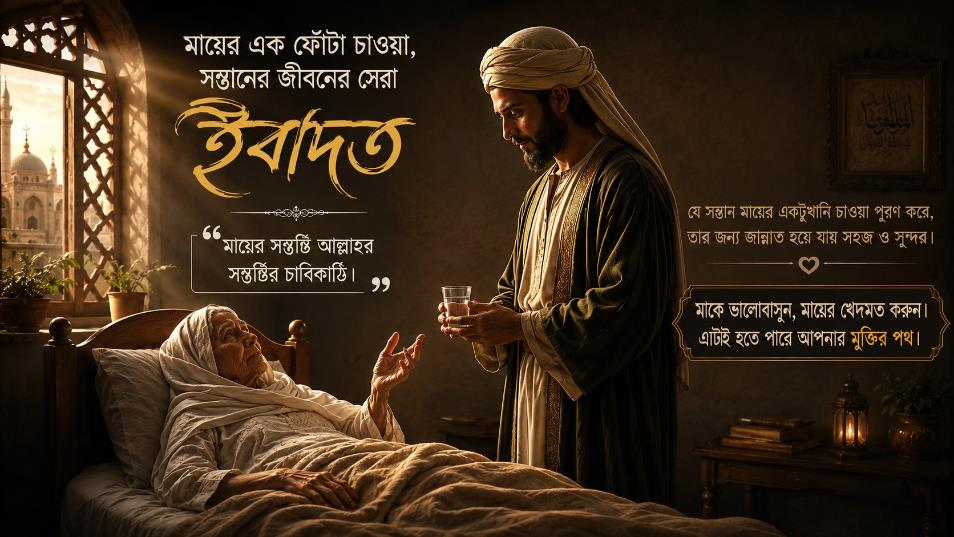 মায়ের এক ফোঁটা চাওয়া,
সন্তানের জীবনের সেরা
ইবাদত
“মায়ের সন্তুষ্টি আল্লাহর
সন্তুষ্টির চাবিকাঠি।”
যে সন্তান মায়ের একটুখানি চাওয়া পূরণ করে,
তার জন্য জান্নাত হয়ে যায় সহজ ও সুন্দর।
মাকে ভালোবাসুন, মায়ের খেদমত করুন।
এটাই হতে পারে আপনার মুক্তির পথ।